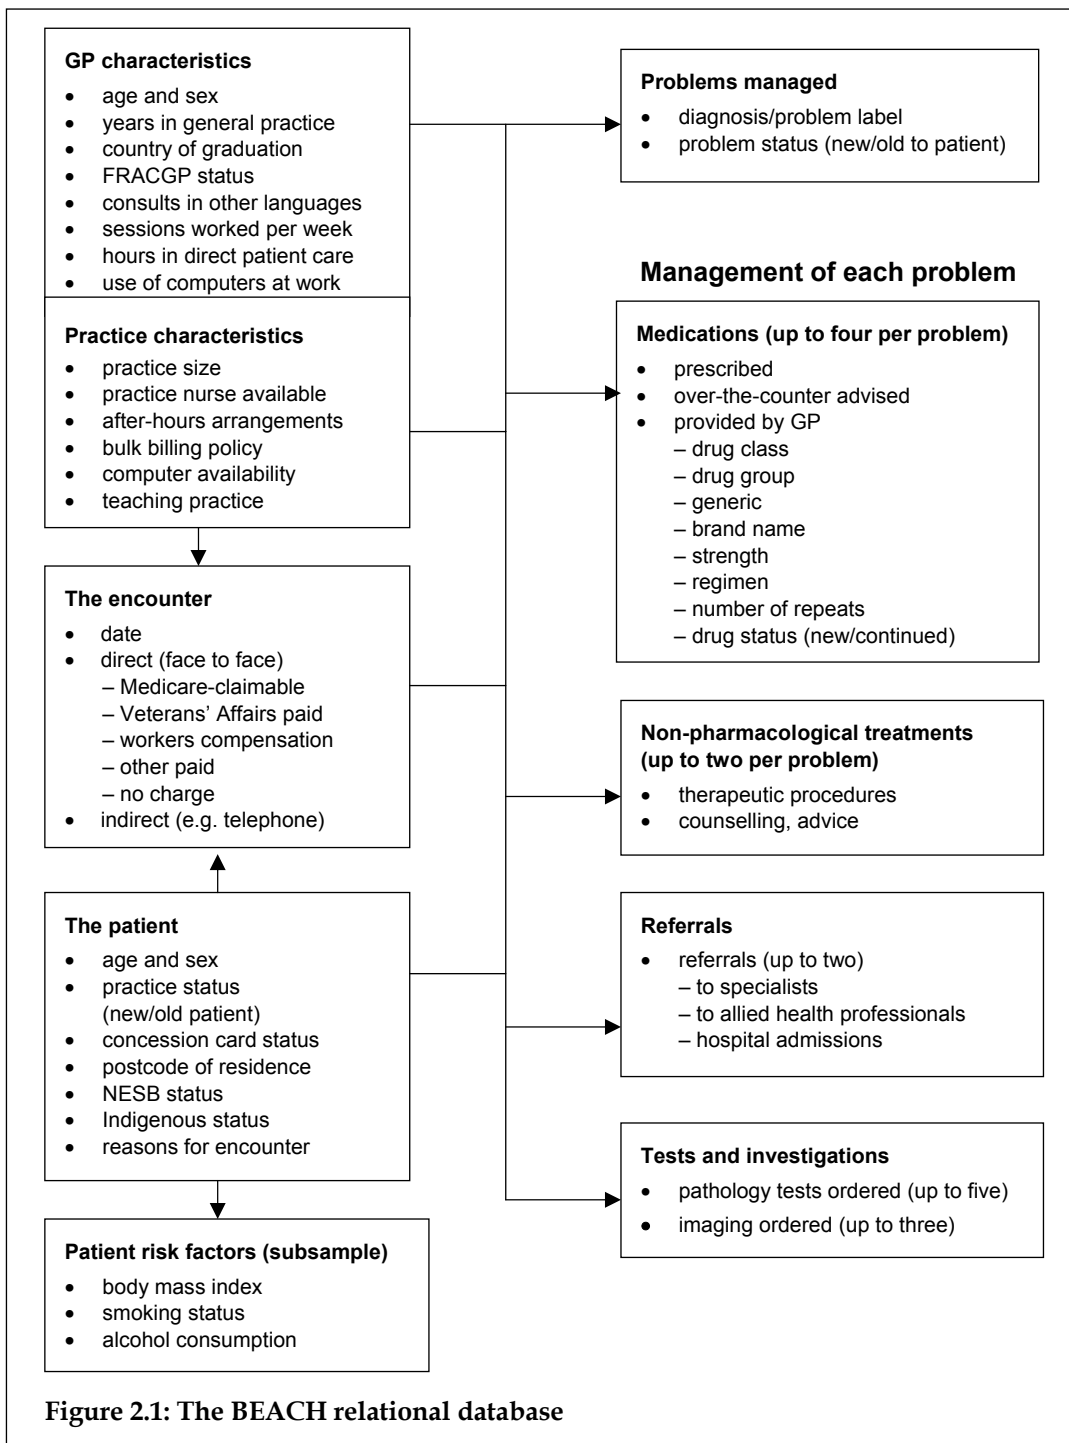 GP characteristics
• age and sex
• years in general practice
• country of graduation
• FRACGP status
• consults in other languages
• sessions worked per week
• hours in direct patient care
• use of computers at work
Practice characteristics
• practice size
• practice nurse available
• after-hours arrangements
• bulk billing policy
• computer availability
• teaching practice
The encounter
• date
• direct (face to face)
– Medicare-claimable
– Veterans’ Affairs paid
– workers compensation
– other paid
– no charge
• indirect (e.g. telephone)
The patient
• age and sex
• practice status
(new/old patient)
• concession card status
• postcode of residence
• NESB status
• Indigenous status
• reasons for encounter
Patient risk factors (subsample)
• body mass index
• smoking status
• alcohol consumption
Problems managed
• diagnosis/problem label
• problem status (new/old to patient)
Management of each problem
Medications (up to four per problem)
• prescribed
• over-the-counter advised
• provided by GP
– drug class
– drug group
– generic
– brand name
– strength
– regimen
– number of repeats
– drug status (new/continued)
Non-pharmacological treatments
(up to two per problem)
• therapeutic procedures
• counselling, advice
Referrals
• referrals (up to two)
– to specialists
– to allied health professionals
– hospital admissions
Tests and investigations
• pathology tests ordered (up to five)
• imaging ordered (up to three)
Figure 2.1: The BEACH relational database